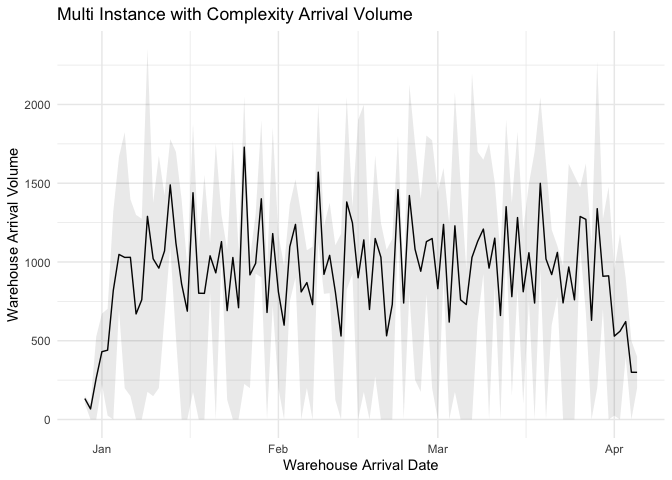 Multi Instance with Complexity Arrival Volume
Warehouse Arrival Volume
2000
1500
1000
500
0
Jan
Feb
Mar
Apr
Warehouse Arrival Date